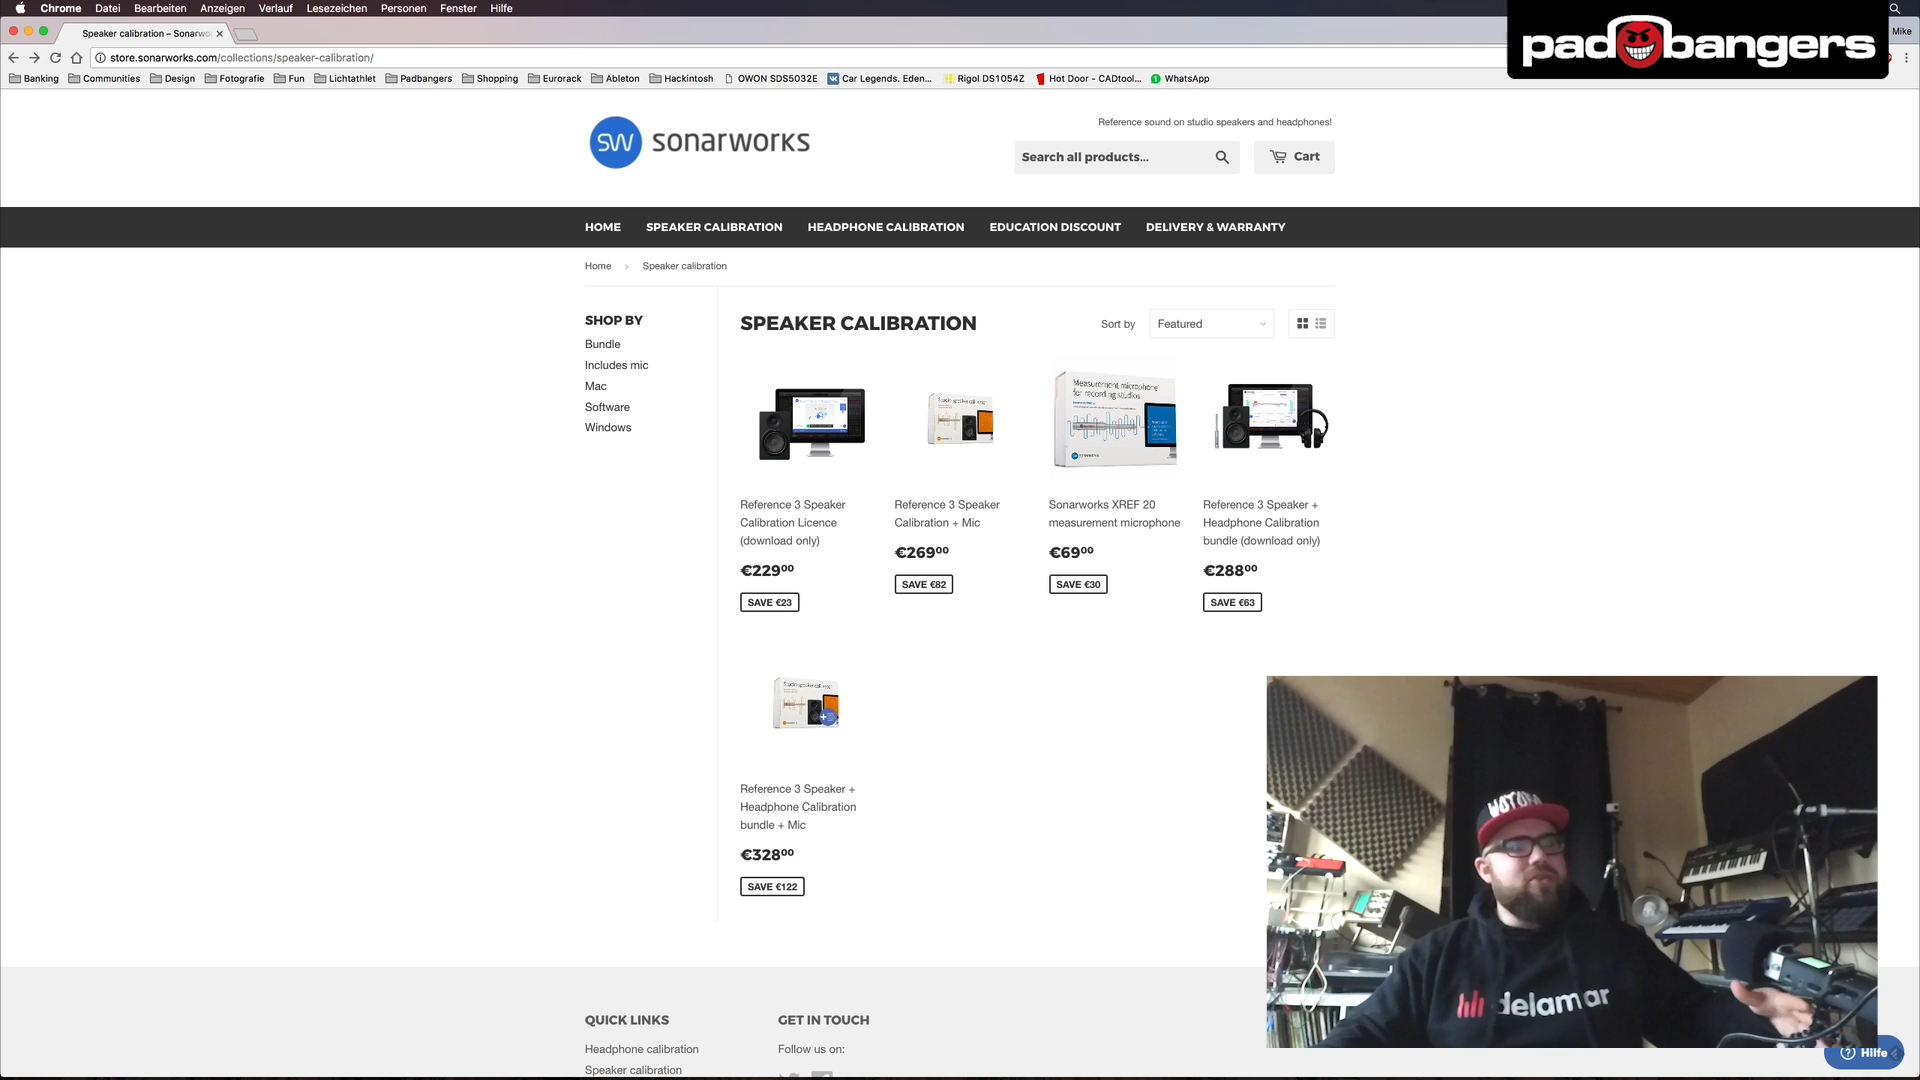 Chrome Datei Bearbeiten Anzeigen Verlauf Lesezeichen Personen Fenster Hilfe
Speaker calibration – Sonarwo
Mike
padbangers
store.sonarworks.com/collections/speaker-calibration/
Banking Communities Design Fotografie Fun Lichtathlet Padbangers Shopping Eurorack Ableton Hackintosh OWON SDS5032E Car Legends. Eden... Rigol DS1054Z Hot Door - CADtool... WhatsApp
SW sonarworks
Reference sound on studio speakers and headphones!
Search all products...
Cart
HOME SPEAKER CALIBRATION HEADPHONE CALIBRATION EDUCATION DISCOUNT DELIVERY & WARRANTY
Home › Speaker calibration
SHOP BY
Bundle
Includes mic
Mac
Software
Windows
SPEAKER CALIBRATION
Sort by Featured
Measurement microphone
for recording studios
Reference 3 Speaker
Calibration Licence
(download only)
€229⁰⁰
SAVE €23
Reference 3 Speaker
Calibration + Mic
€269⁰⁰
SAVE €82
Sonarworks XREF 20
measurement microphone
€69⁰⁰
SAVE €30
Reference 3 Speaker +
Headphone Calibration
bundle (download only)
€288⁰⁰
SAVE €63
Reference 3 Speaker +
Headphone Calibration
bundle + Mic
€328⁰⁰
SAVE €122
delamar
QUICK LINKS
Headphone calibration
Speaker calibration
GET IN TOUCH
Follow us on:
Hilfe